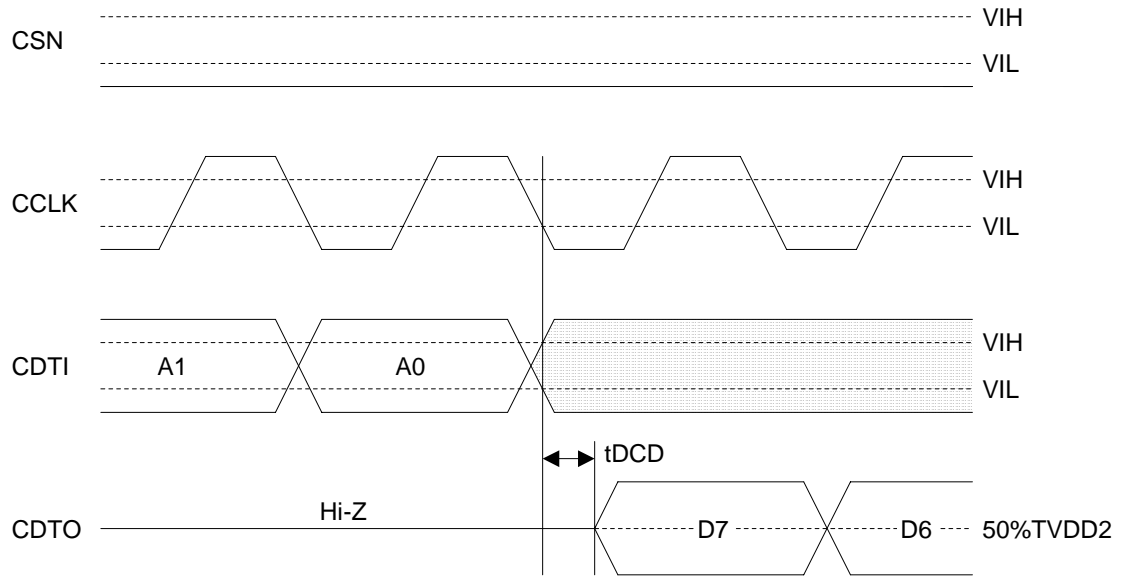 CSN
VIH
VIL
CCLK
VIH
VIL
CDTI
A1
A0
VIH
VIL
tDCD
CDTO
Hi-Z
D7
D6
50%TVDD2